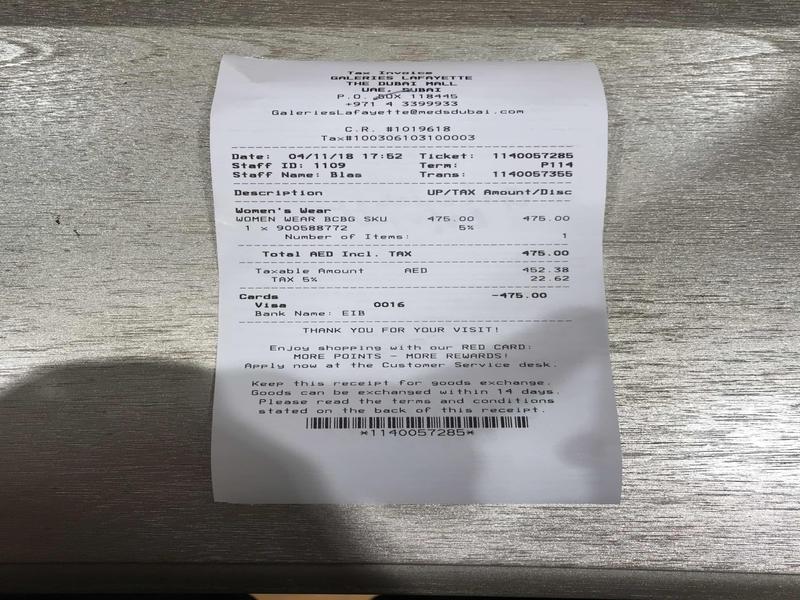 Tax Invoice
GALERIES LAFAYETTE
THE DUBAI MALL
UAE, DUBAI
P.O. BOX 118445
+971 4 3399933
GaleriesLafayette@medsdubai.com
C.R. #1019618
Tax#100306103100003
Date: 04/11/18 17:52 Ticket: 1140057285
Staff ID: 1109 Term: P114
Staff Name: Blas Trans: 1140057355
Description UP/TAX Amount/Disc
Women's Wear
WOMEN WEAR BCBG SKU 475.00 475.00
1 x 900588772 5%
Number of Items: 1
Total AED Incl. TAX 475.00
Taxable Amount AED 452.38
TAX 5% 22.62
Cards -475.00
Visa 0016
Bank Name: EIB
THANK YOU FOR YOUR VISIT!
Enjoy shopping with our RED CARD:
MORE POINTS - MORE REWARDS!
Apply now at the Customer Service desk.
Keep this receipt for goods exchange.
Goods can be exchanged within 14 days.
Please read the terms and conditions
stated on the back of this receipt.
*1140057285*